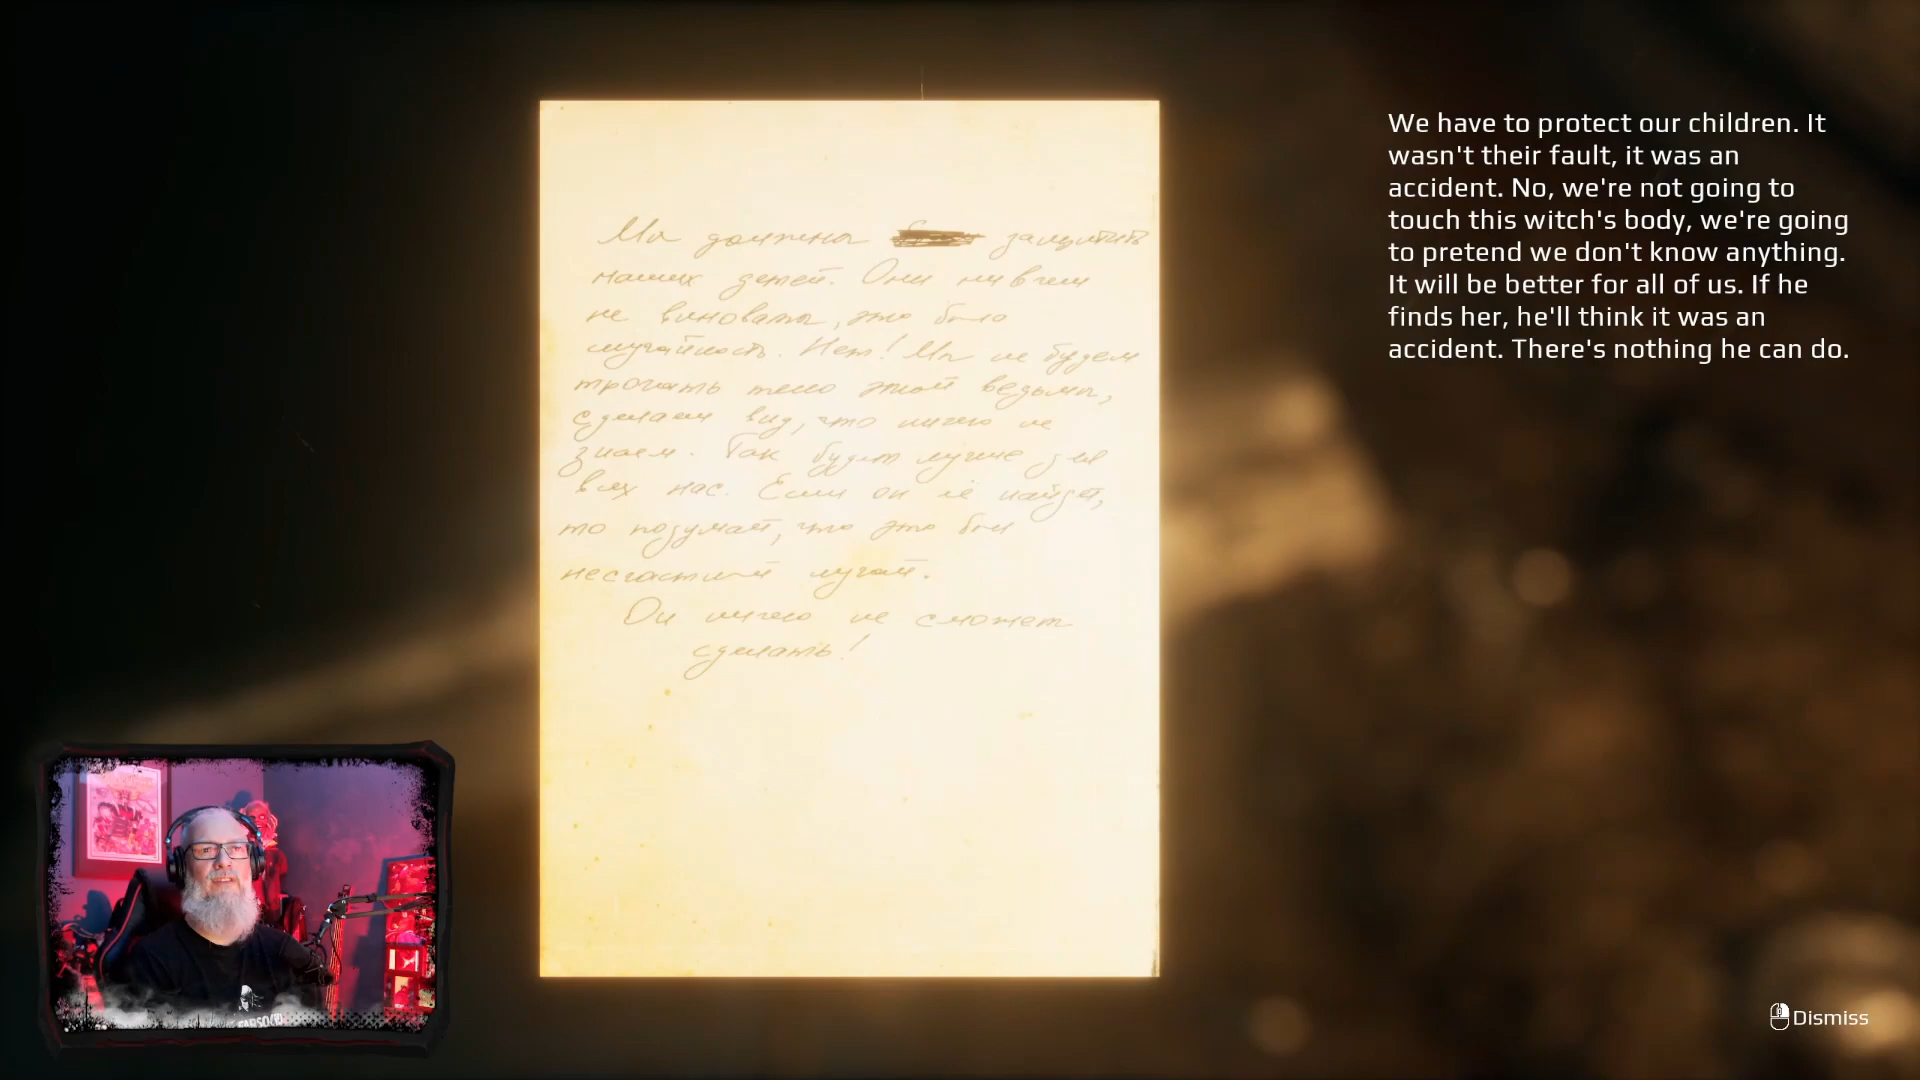 Мы должны защитить
наших детей. Они ни в чем
не виноваты, это была
случайность. Нет! Мы не будем
трогать тело этой ведьмы,
сделаем вид, что ничего не
знаем. Так будет лучше для
всех нас. Если он её найдет,
то подумает, что это был
несчастный случай.
Он ничего не сможет
сделать!
We have to protect our children. It
wasn't their fault, it was an
accident. No, we're not going to
touch this witch's body, we're going
to pretend we don't know anything.
It will be better for all of us. If he
finds her, he'll think it was an
accident. There's nothing he can do.
Dismiss